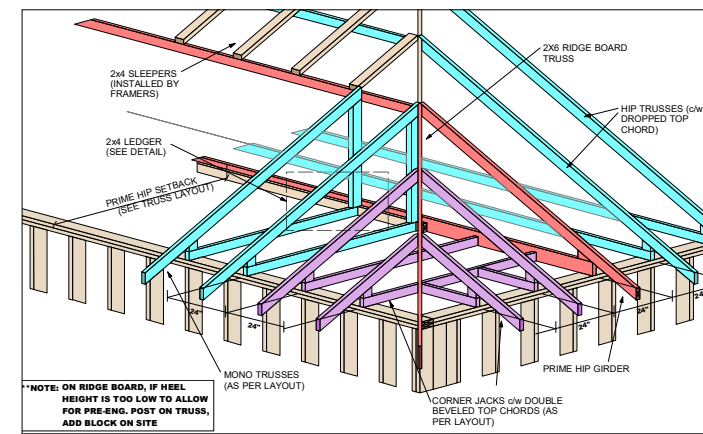 2X6 RIDGE BOARD
TRUSS
2x4 SLEEPERS
(INSTALLED BY
FRAMERS)
HIP TRUSSES (c/w
DROPPED TOP
CHORD)
2x4 LEDGER
(SEE DETAIL)
PRIME HIP SETBACK
(SEE TRUSS LAYOUT)
24"
24"
24"
24"
MONO TRUSSES
(AS PER LAYOUT)
PRIME HIP GIRDER
CORNER JACKS c/w DOUBLE
BEVELED TOP CHORDS (AS
PER LAYOUT)
**NOTE: ON RIDGE BOARD, IF HEEL
HEIGHT IS TOO LOW TO ALLOW
FOR PRE-ENG. POST ON TRUSS,
ADD BLOCK ON SITE